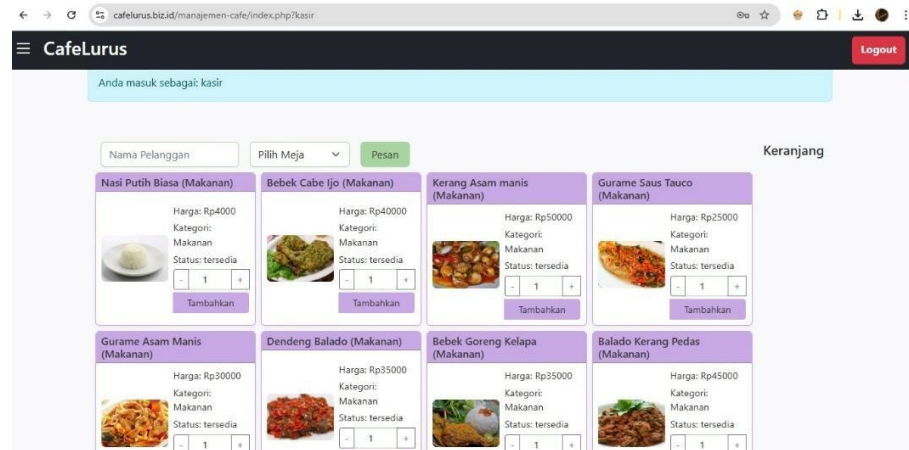 cafelurus.biz.id/manajemen-cafe/index.php?kasir
CafeLurus
Logout
Anda masuk sebagai: kasir
Nama Pelanggan
Pilih Meja
Pesan
Keranjang
Nasi Putih Biasa (Makanan)
Harga: Rp4000
Kategori:
Makanan
Status: tersedia
- 1 +
Tambahkan
Bebek Cabe Ijo (Makanan)
Harga: Rp40000
Kategori:
Makanan
Status: tersedia
- 1 +
Tambahkan
Kerang Asam manis
(Makanan)
Harga: Rp50000
Kategori:
Makanan
Status: tersedia
- 1 +
Tambahkan
Gurame Saus Tauco
(Makanan)
Harga: Rp25000
Kategori:
Makanan
Status: tersedia
- 1 +
Tambahkan
Gurame Asam Manis
(Makanan)
Harga: Rp30000
Kategori:
Makanan
Status: tersedia
- 1 +
Dendeng Balado (Makanan)
Harga: Rp35000
Kategori:
Makanan
Status: tersedia
- 1 +
Bebek Goreng Kelapa
(Makanan)
Harga: Rp35000
Kategori:
Makanan
Status: tersedia
- 1 +
Balado Kerang Pedas
(Makanan)
Harga: Rp45000
Kategori:
Makanan
Status: tersedia
- 1 +